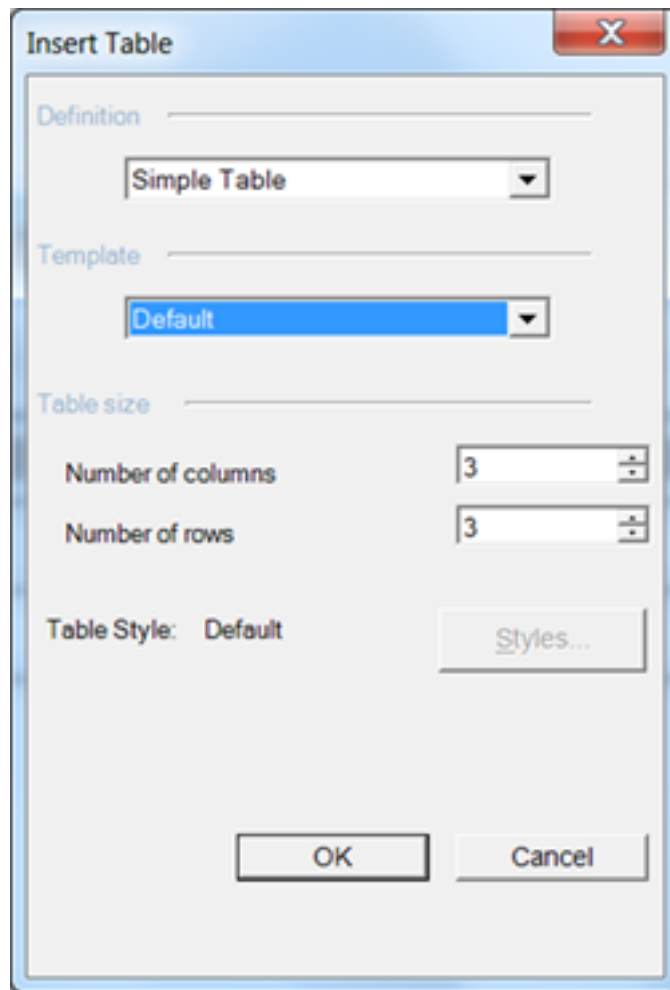 Insert Table
Definition
Simple Table
Template
Default
Table size
Number of columns 3
Number of rows 3
Table Style: Default Styles...
OK Cancel